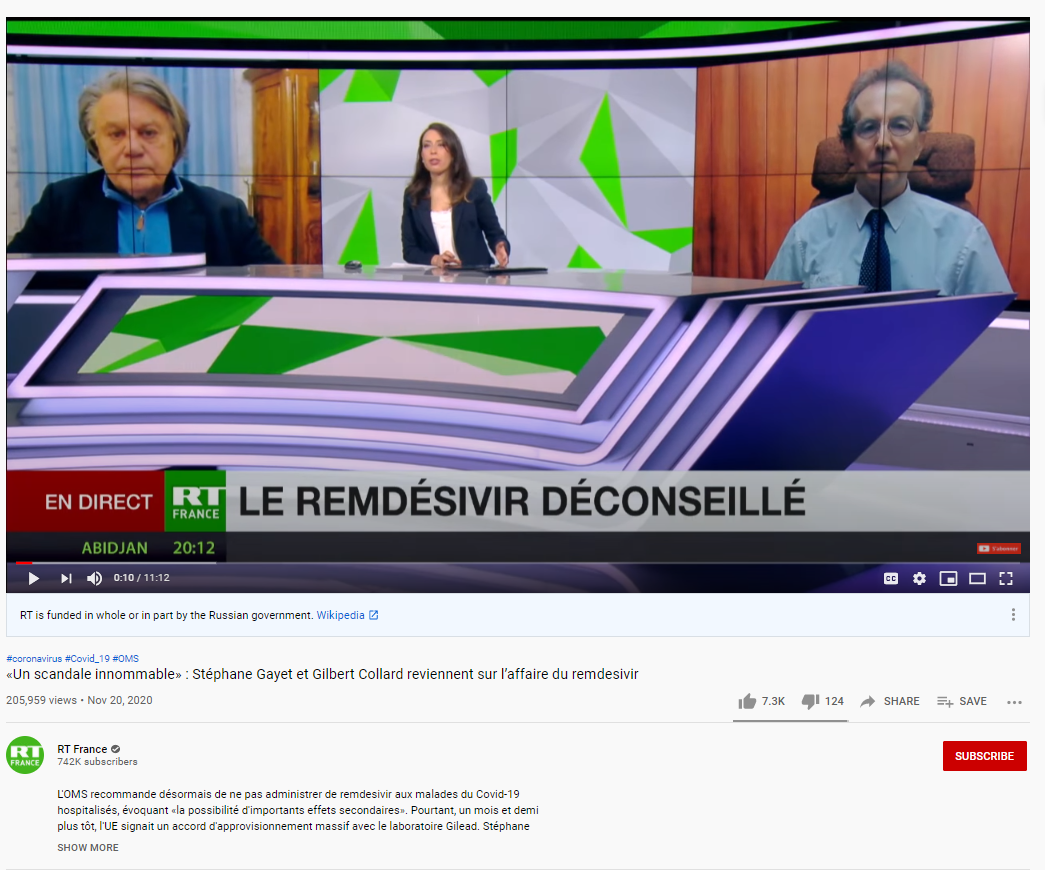 EN DIRECT
RT
FRANCE
LE REMDÉSIVIR DÉCONSEILLÉ
ABIDJAN 20:12
S'abonner
0:10 / 11:12
CC
RT is funded in whole or in part by the Russian government. Wikipedia
#coronavirus #Covid_19 #OMS
«Un scandale innommable» : Stéphane Gayet et Gilbert Collard reviennent sur l'affaire du remdesivir
205,959 views • Nov 20, 2020
7.3K 124 SHARE SAVE
RT
FRANCE
RT France
742K subscribers
SUBSCRIBE
L'OMS recommande désormais de ne pas administrer de remdesivir aux malades du Covid-19
hospitalisés, évoquant «la possibilité d'importants effets secondaires». Pourtant, un mois et demi
plus tôt, l'UE signait un accord d'approvisionnement massif avec le laboratoire Gilead. Stéphane
SHOW MORE